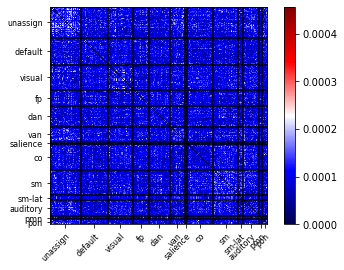 unassign
default
visual
fp
dan
van
salience
co
sm
sm-lat
auditory
pmn
pon
unassign
default
visual
fp
dan
van
salience
co
sm
sm-lat
auditory
pon
0.0004
0.0003
0.0002
0.0001
0.0000